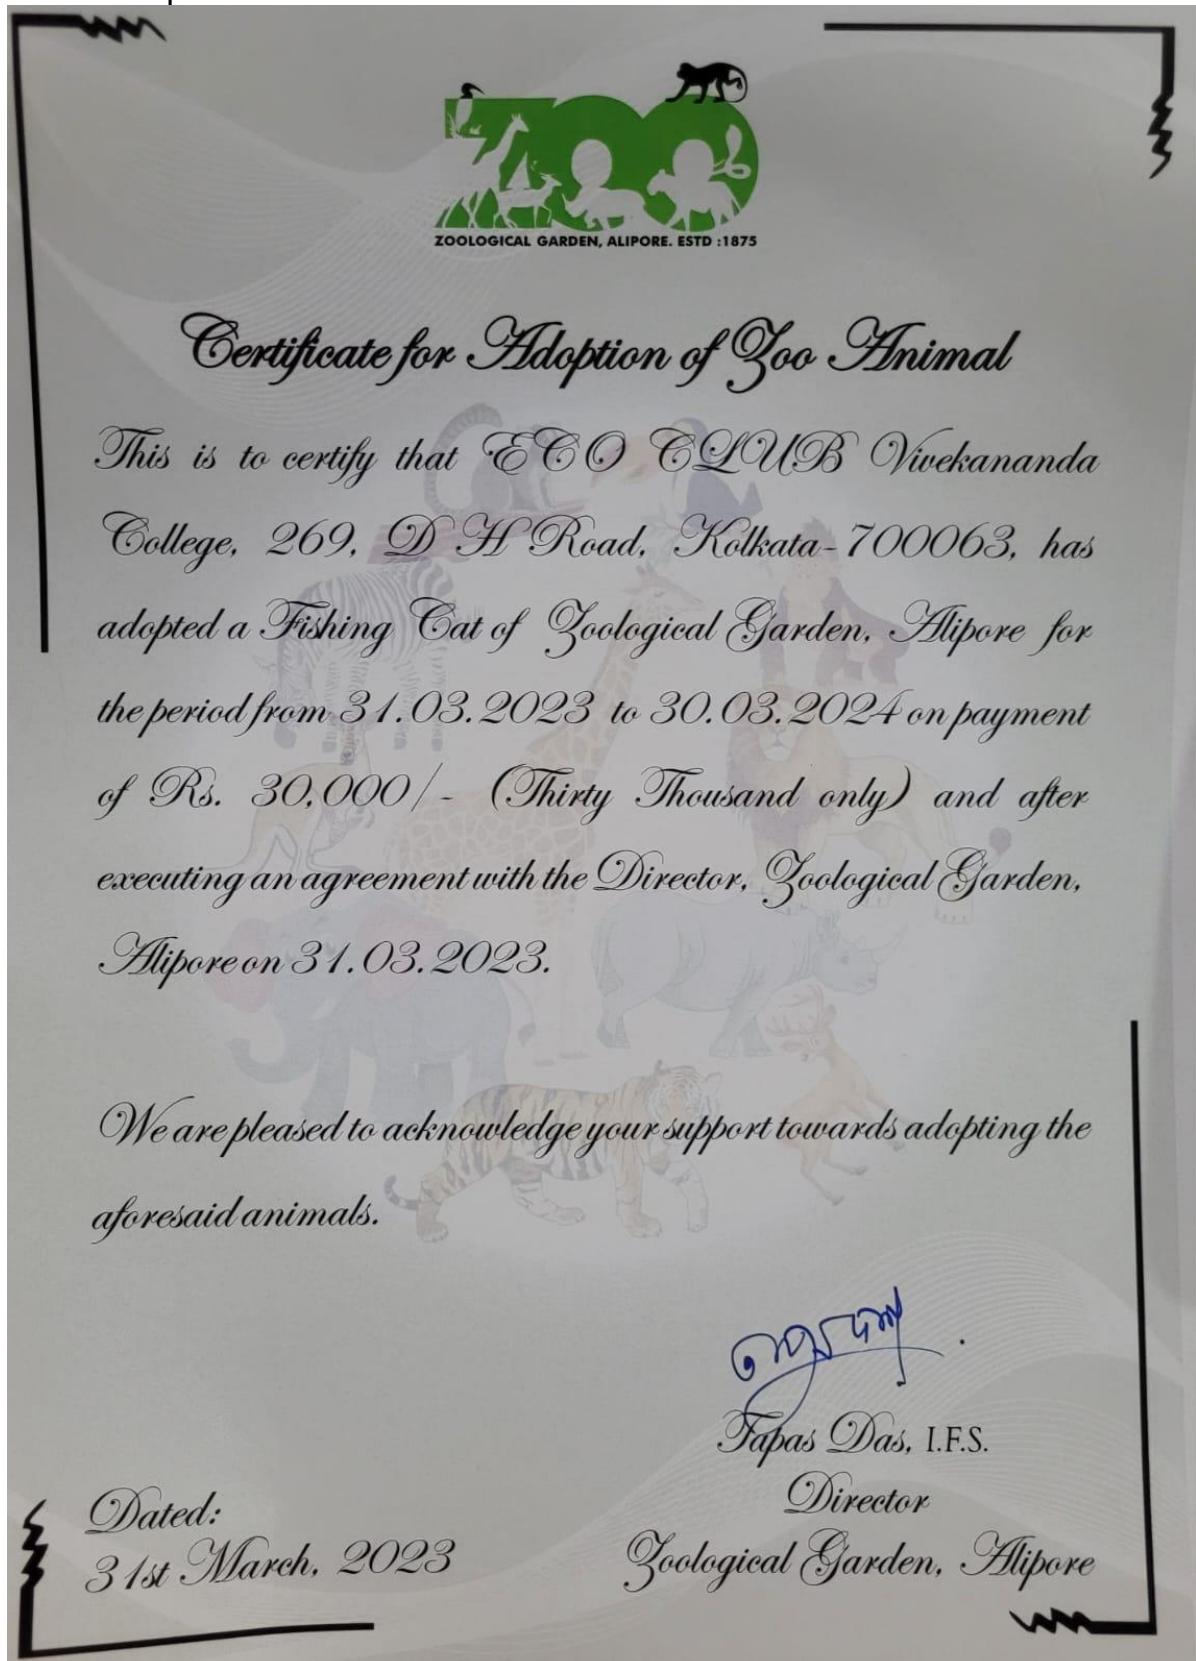 ZOO
ZOOLOGICAL GARDEN, ALIPORE. ESTD :1875
Certificate for Adoption of Zoo Animal
This is to certify that ECO CLUB Vivekananda
College, 269, D H Road, Kolkata-700063, has
adopted a Fishing Cat of Zoological Garden, Alipore for
the period from 31.03.2023 to 30.03.2024 on payment
of Rs. 30,000/- (Thirty Thousand only) and after
executing an agreement with the Director, Zoological Garden,
Alipore on 31.03.2023.
We are pleased to acknowledge your support towards adopting the
aforesaid animals.
Tapas Das, I.F.S.
Director
Zoological Garden, Alipore
Dated:
31st March, 2023